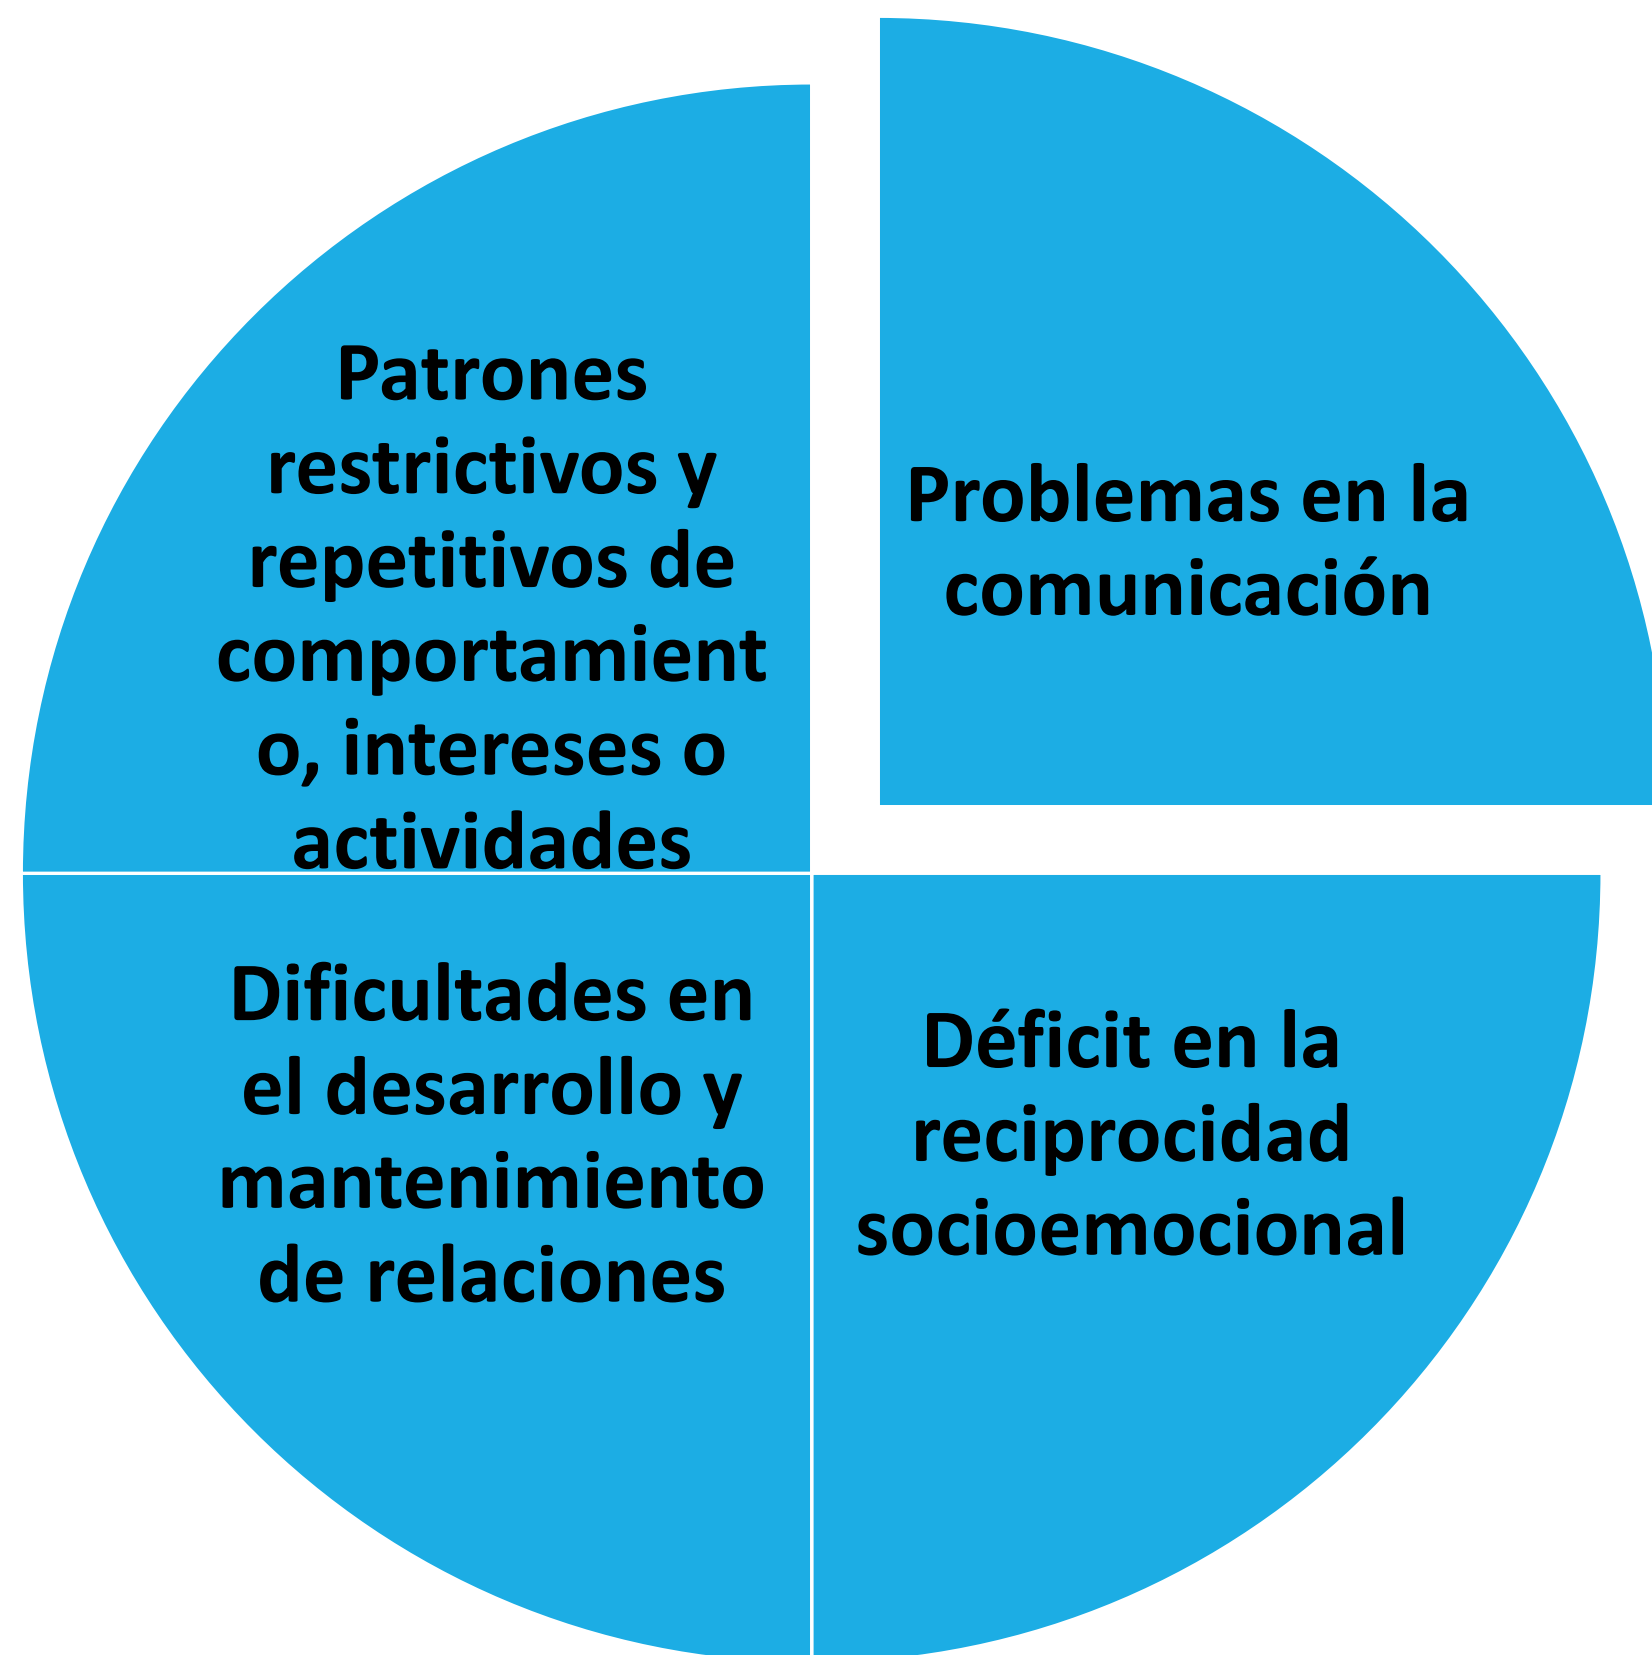 Patrones
restrictivos y
repetitivos de
comportamient
o, intereses o
actividades
Problemas en la
comunicación
Dificultades en
el desarrollo y
mantenimiento
de relaciones
Déficit en la
reciprocidad
socioemocional